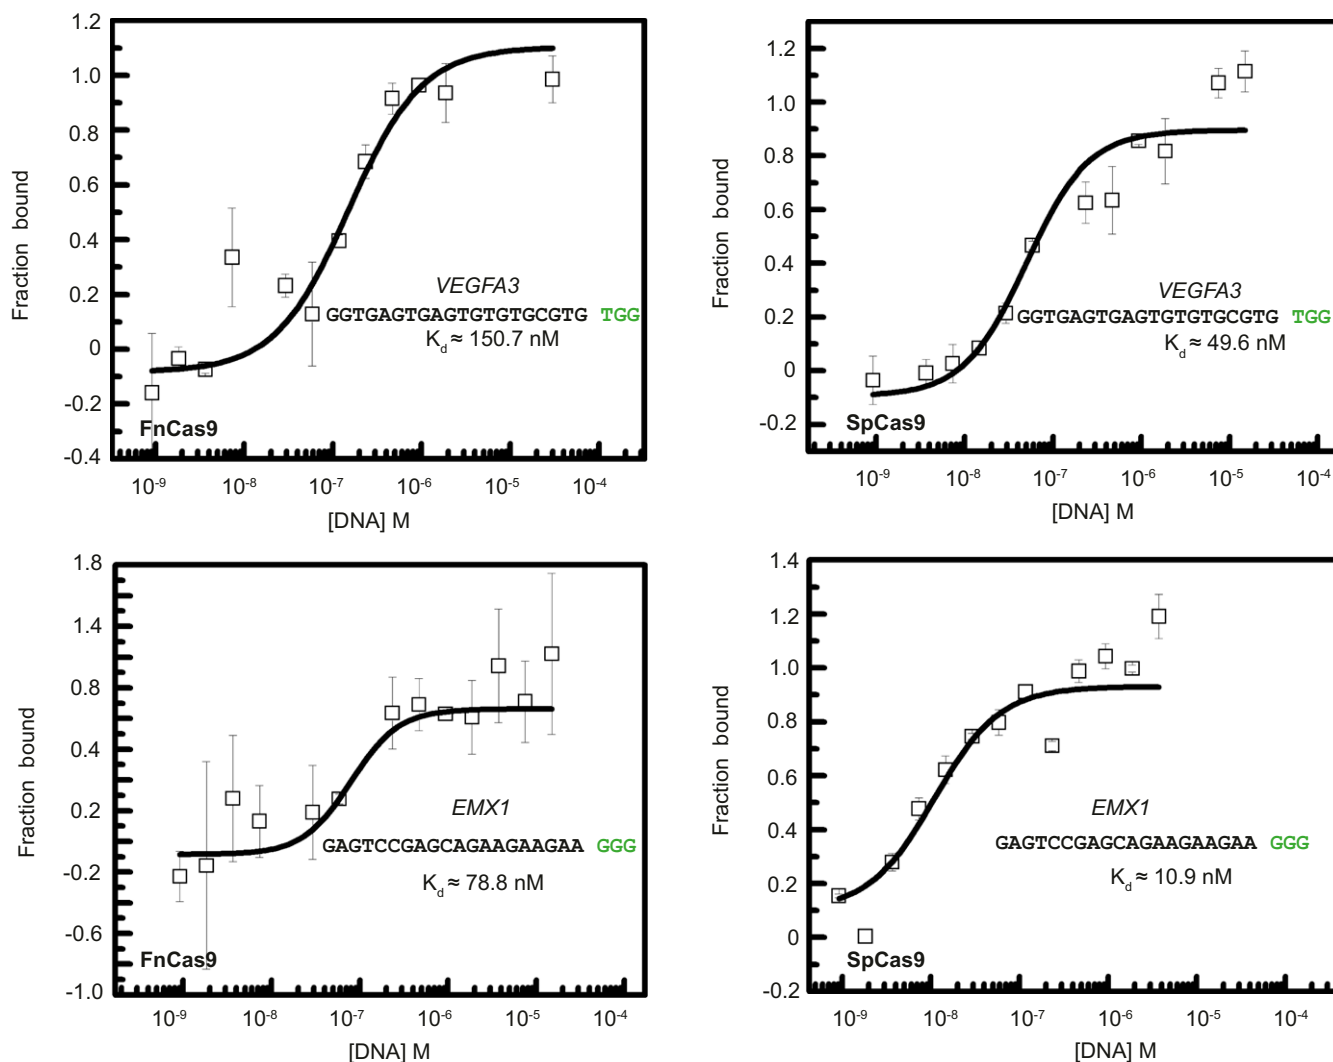 1.2
1.0
0.8
0.6
0.4
0.2
0
-0.2
-0.4
Fraction bound
VEGFA3
GGTGAGTGAGTGTGTGCGTG TGG
K_d ≈ 150.7 nM
FnCas9
10^-9 10^-8 10^-7 10^-6 10^-5 10^-4
[DNA] M
1.2
1.0
0.8
0.6
0.4
0.2
0
-0.2
Fraction bound
VEGFA3
GGTGAGTGAGTGTGTGCGTG TGG
K_d ≈ 49.6 nM
SpCas9
10^-9 10^-8 10^-7 10^-6 10^-5 10^-4
[DNA] M
1.8
1.4
0.8
0.4
0.2
-0.2
-0.6
-1.0
Fraction bound
EMX1
GAGTCCGAGCAGAAGAAGAA GGG
K_d ≈ 78.8 nM
FnCas9
10^-9 10^-8 10^-7 10^-6 10^-5 10^-4
[DNA] M
1.4
1.2
1.0
0.8
0.6
0.4
0.2
0
-0.2
Fraction bound
EMX1
GAGTCCGAGCAGAAGAAGAA GGG
K_d ≈ 10.9 nM
SpCas9
10^-9 10^-8 10^-7 10^-6 10^-5 10^-4
[DNA] M